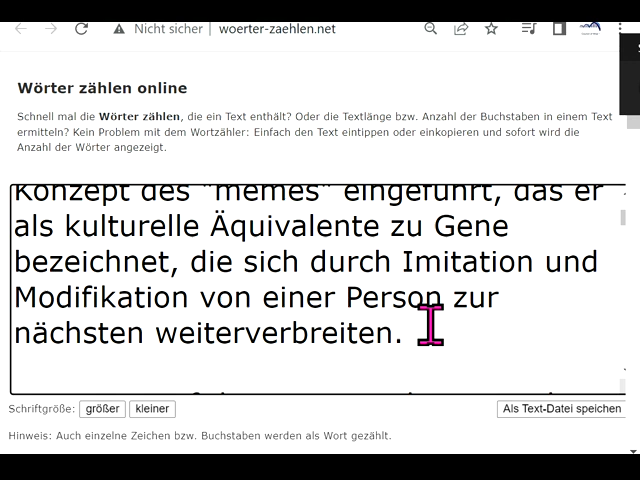 Nicht sicher | woerter-zaehlen.net
Wörter zählen online
Schnell mal die Wörter zählen, die ein Text enthält? Oder die Textlänge bzw. Anzahl der Buchstaben in einem Text
ermitteln? Kein Problem mit dem Wortzähler: Einfach den Text eintippen oder einkopieren und sofort wird die
Anzahl der Wörter angezeigt.
Konzept des "memes" eingeführt, das er
als kulturelle Äquivalente zu Gene
bezeichnet, die sich durch Imitation und
Modifikation von einer Person zur
nächsten weiterverbreiten.
Schriftgröße: größer kleiner
Als Text-Datei speichen
Hinweis: Auch einzelne Zeichen bzw. Buchstaben werden als Wort gezählt.